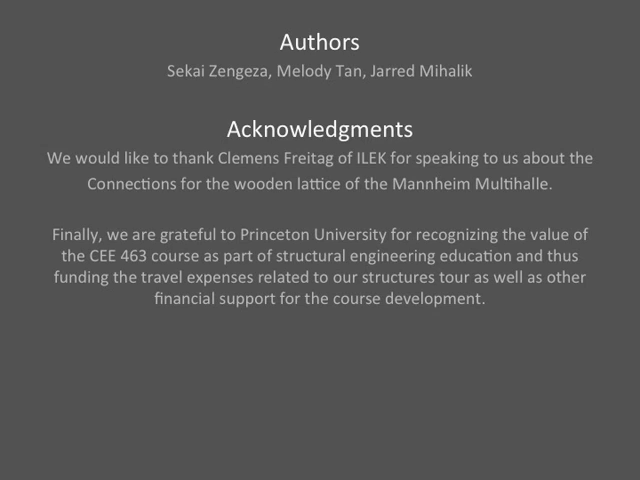 Authors
Sekai Zengeza, Melody Tan, Jarred Mihalik
Acknowledgments
We would like to thank Clemens Freitag of ILEK for speaking to us about the
Connections for the wooden lattice of the Mannheim Multihalle.
Finally, we are grateful to Princeton University for recognizing the value of
the CEE 463 course as part of structural engineering education and thus
funding the travel expenses related to our structures tour as well as other
financial support for the course development.